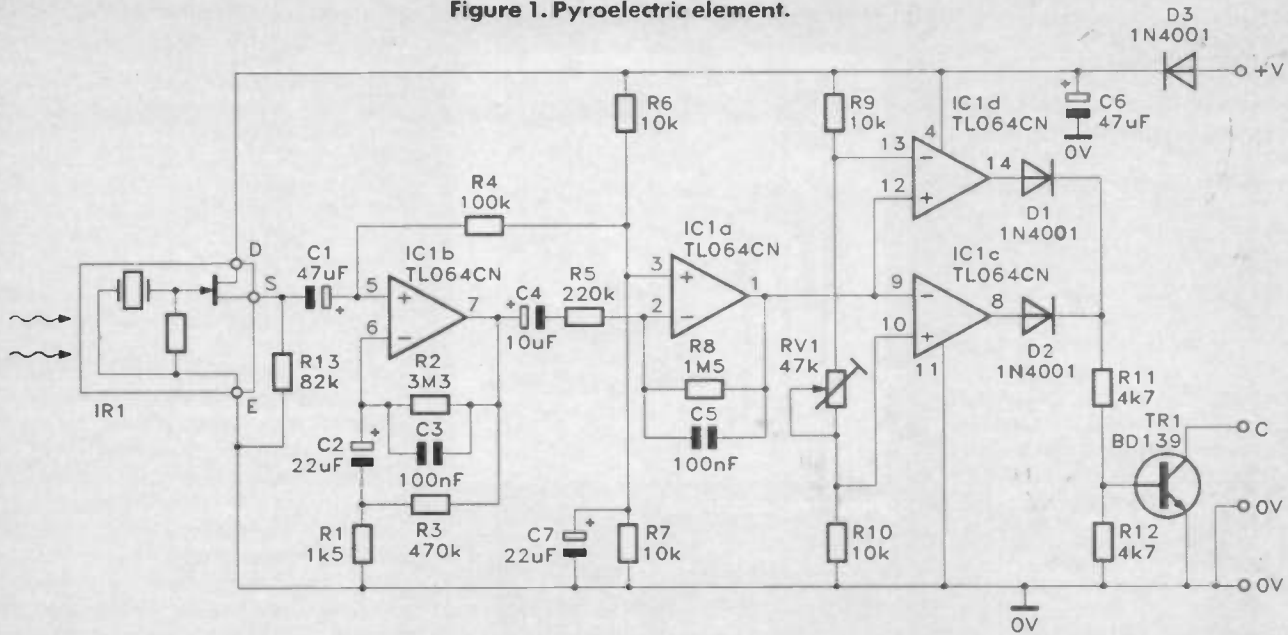 Figure 1. Pyroelectric element.
D3
1N4001
+V
R6
10k
R9
10k
IC1d
TL064CN
C6
47uF
0V
4
13
12
14
D1
1N4001
R4
100k
IC1b
TL064CN
IC1a
TL064CN
IC1c
TL064CN
D
S
E
IR1
C1
47uF
+
5
6
7
C4
10uF
R5
220k
3
2
1
9
10
8
11
D2
1N4001
R13
82k
R2
3M3
R8
1M5
RV1
47k
C2
22uF
C3
100nF
C5
100nF
R11
4k7
TR1
BD139
C
R1
1k5
R3
470k
C7
22uF
R7
10k
R10
10k
R12
4k7
0V
0V
0V